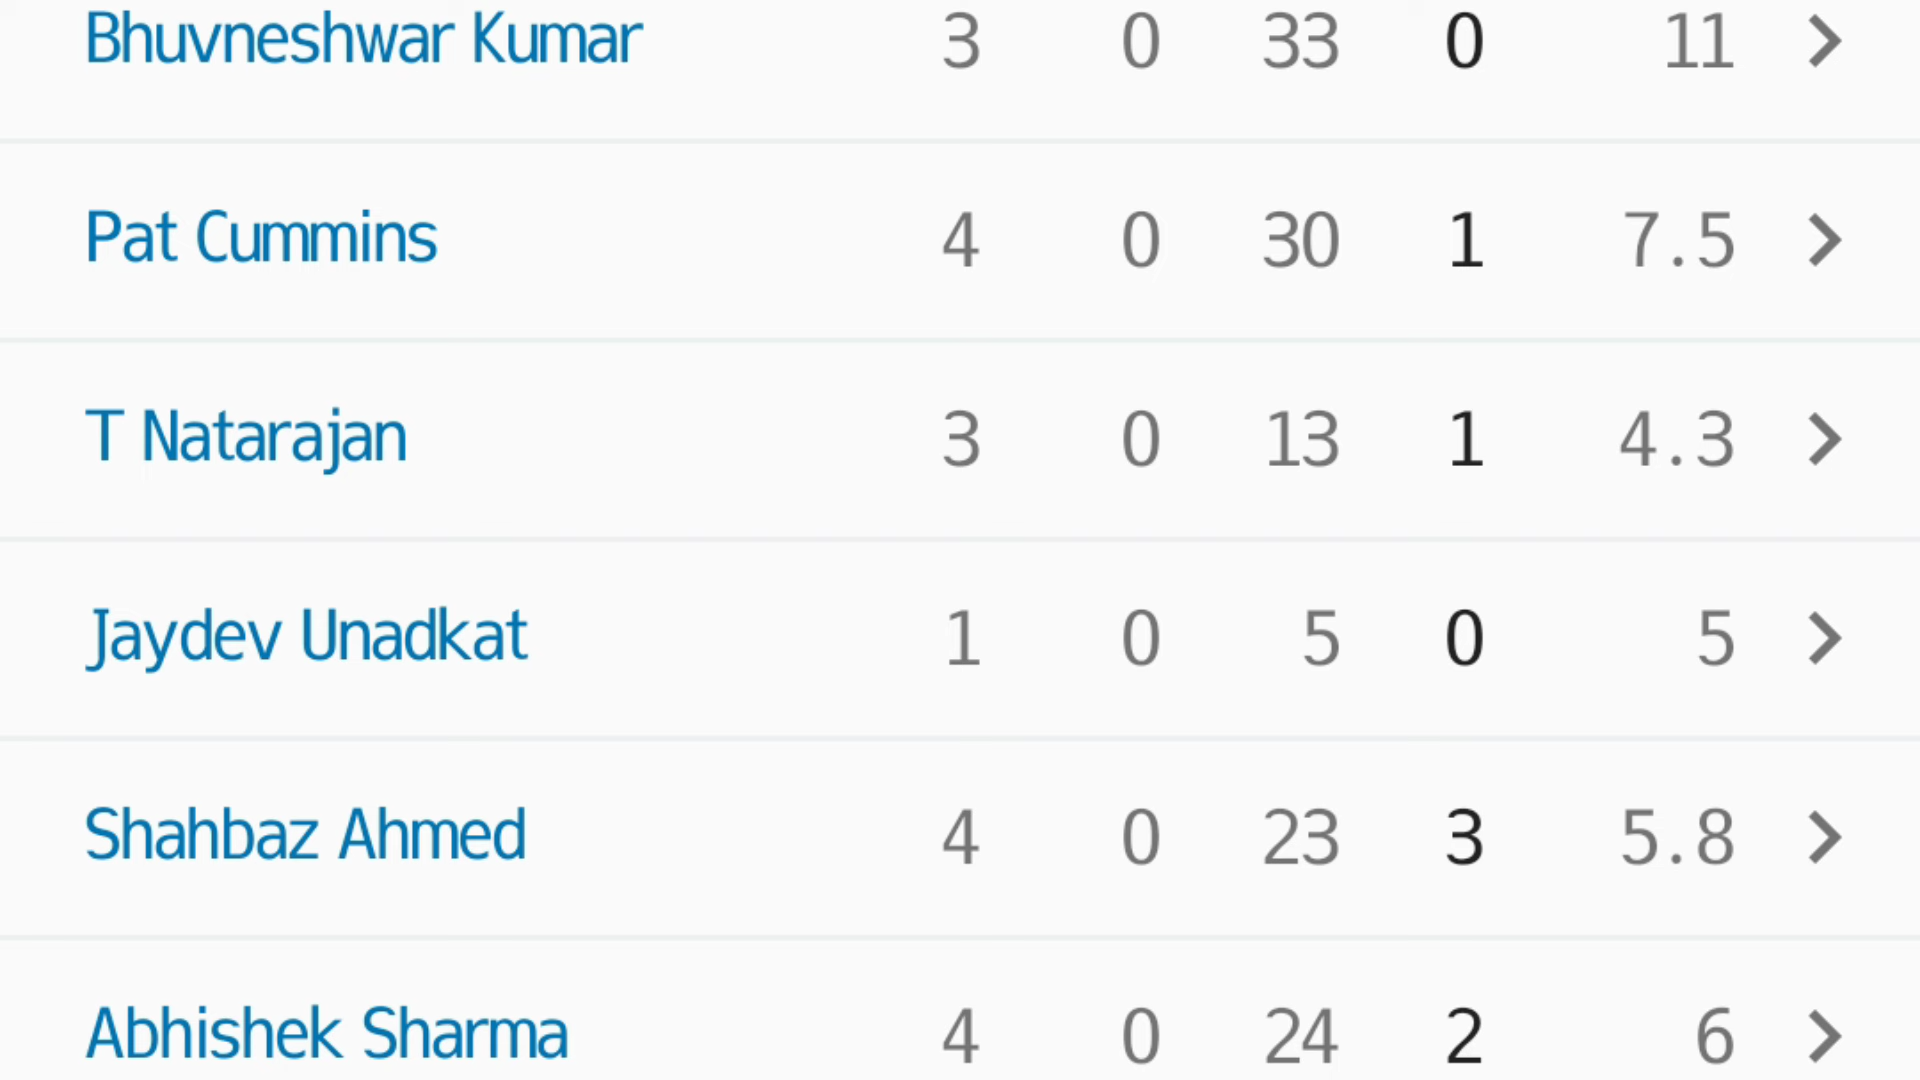 Bhuvneshwar Kumar 3 0 33 0 11
Pat Cummins 4 0 30 1 7.5
T Natarajan 3 0 13 1 4.3
Jaydev Unadkat 1 0 5 0 5
Shahbaz Ahmed 4 0 23 3 5.8
Abhishek Sharma 4 0 24 2 6